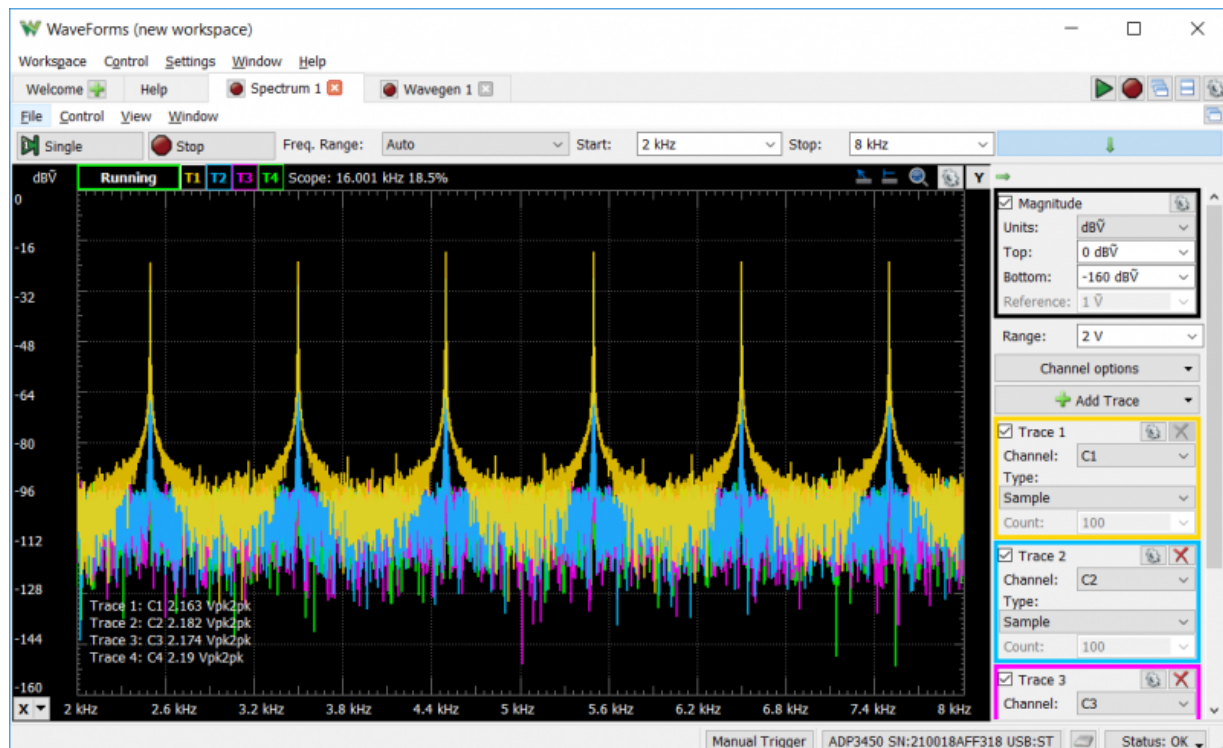 WaveForms (new workspace)
Workspace Control Settings Window Help
Welcome Help Spectrum 1 Wavegen 1
File Control View Window
Single Stop Freq. Range: Auto Start: 2 kHz Stop: 8 kHz
dBṼ Running T1 T2 T3 T4 Scope: 16.001 kHz 18.5% Y
0
-16
-32
-48
-64
-80
-96
-112
-128
-144
-160
Trace 1: C1 2.163 Vpk2pk
Trace 2: C2 2.182 Vpk2pk
Trace 3: C3 2.174 Vpk2pk
Trace 4: C4 2.19 Vpk2pk
X 2 kHz 2.6 kHz 3.2 kHz 3.8 kHz 4.4 kHz 5 kHz 5.6 kHz 6.2 kHz 6.8 kHz 7.4 kHz 8 kHz
Magnitude
Units: dBṼ
Top: 0 dBṼ
Bottom: -160 dBṼ
Reference: 1 Ṽ
Range: 2 V
Channel options
Add Trace
Trace 1
Channel: C1
Type:
Sample
Count: 100
Trace 2
Channel: C2
Type:
Sample
Count: 100
Trace 3
Channel: C3
Manual Trigger ADP3450 SN:210018AFF318 USB:ST Status: OK